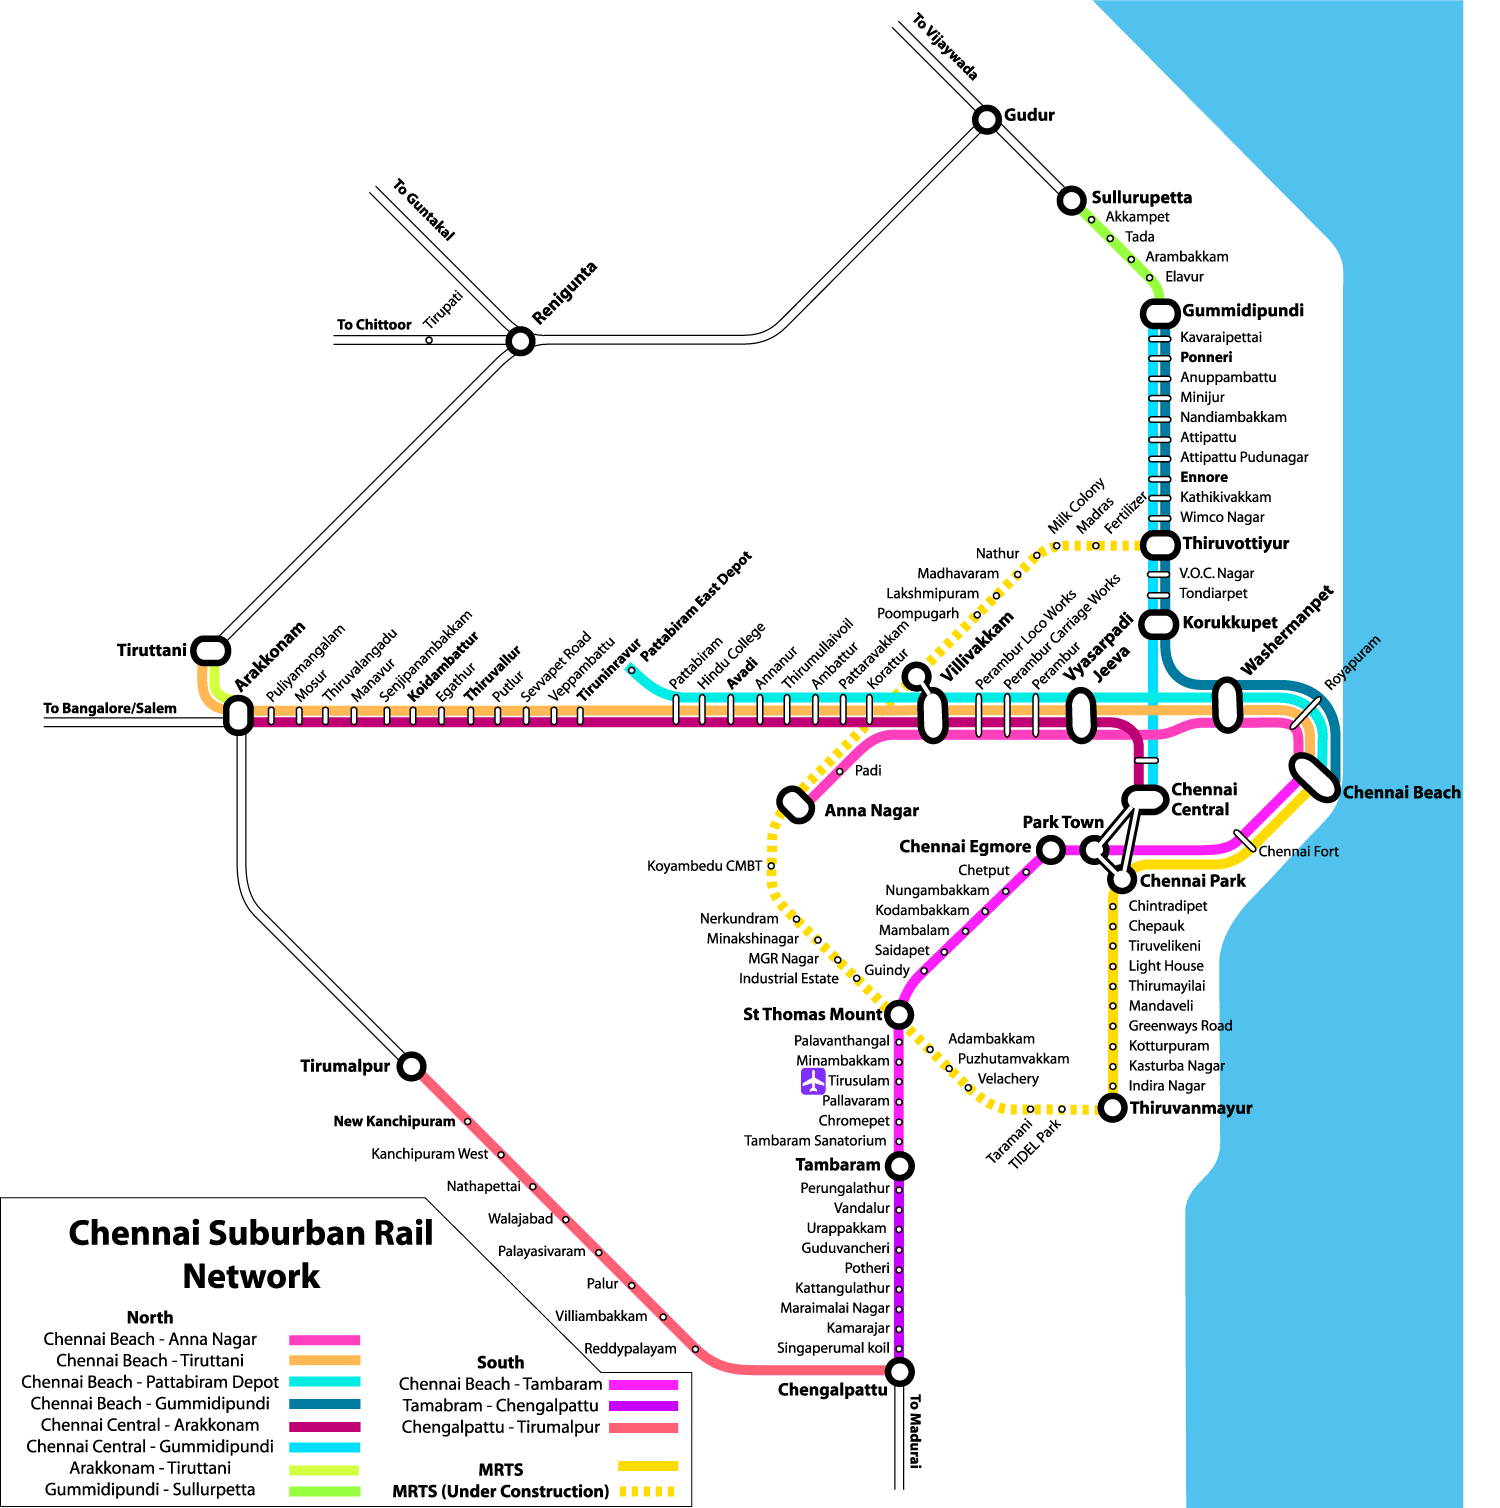 To Vijaywada
Gudur
To Guntakal
Sullurupetta
Akkampet
Tada
Arambakkam
Elavur
Renigunta
Tirupati
To Chittoor
Gummidipundi
Kavaraipettai
Ponneri
Anuppambattu
Minijur
Nandiambakkam
Attipattu
Attipattu Pudunagar
Ennore
Kathikivakkam
Wimco Nagar
Thiruvottiyur
V.O.C. Nagar
Tondiarpet
Korukkupet
Milk Colony
Madras
Fertilizer
Nathur
Madhavaram
Lakshmipuram
Poompugarh
Tiruttani
Arakkonam
To Bangalore/Salem
Puliyamangalam
Mosur
Thiruvalangadu
Manavur
Senjipanambakkam
Koidambattur
Egathur
Thiruvallur
Putlur
Sevvapet Road
Veppambattu
Tiruninravur
Pattabiram East Depot
Pattabiram
Hindu College
Avadi
Annanur
Thirumullaivoil
Ambattur
Pattaravakkam
Korattur
Villivakkam
Perambur Loco Works
Perambur Carriage Works
Perambur
Vyasarpadi
Jeeva
Washermanpet
Royapuram
Padi
Anna Nagar
Chennai
Central
Chennai Beach
Park Town
Chennai Egmore
Chennai Fort
Chennai Park
Koyambedu CMBT
Chetput
Nungambakkam
Kodambakkam
Mambalam
Saidapet
Guindy
Nerkundram
Minakshinagar
MGR Nagar
Industrial Estate
Chintradipet
Chepauk
Tiruvelikeni
Light House
Thirumayilai
Mandaveli
Greenways Road
Kotturpuram
Kasturba Nagar
Indira Nagar
Thiruvanmayur
St Thomas Mount
Adambakkam
Puzhutamvakkam
Velachery
Taramani
TIDEL Park
Palavanthangal
Minambakkam
Tirusulam
Pallavaram
Chromepet
Tambaram Sanatorium
Tambaram
Perungalathur
Vandalur
Urappakkam
Guduvancheri
Potheri
Kattangulathur
Maraimalai Nagar
Kamarajar
Singaperumal koil
Chengalpattu
To Madurai
Tirumalpur
New Kanchipuram
Kanchipuram West
Nathapettai
Walajabad
Palayasivaram
Palur
Villiambakkam
Reddypalayam
Chennai Suburban Rail
Network
North
Chennai Beach - Anna Nagar
Chennai Beach - Tiruttani
Chennai Beach - Pattabiram Depot
Chennai Beach - Gummidipundi
Chennai Central - Arakkonam
Chennai Central - Gummidipundi
Arakkonam - Tiruttani
Gummidipundi - Sullurpetta
South
Chennai Beach - Tambaram
Tamabram - Chengalpattu
Chengalpattu - Tirumalpur
MRTS
MRTS (Under Construction)